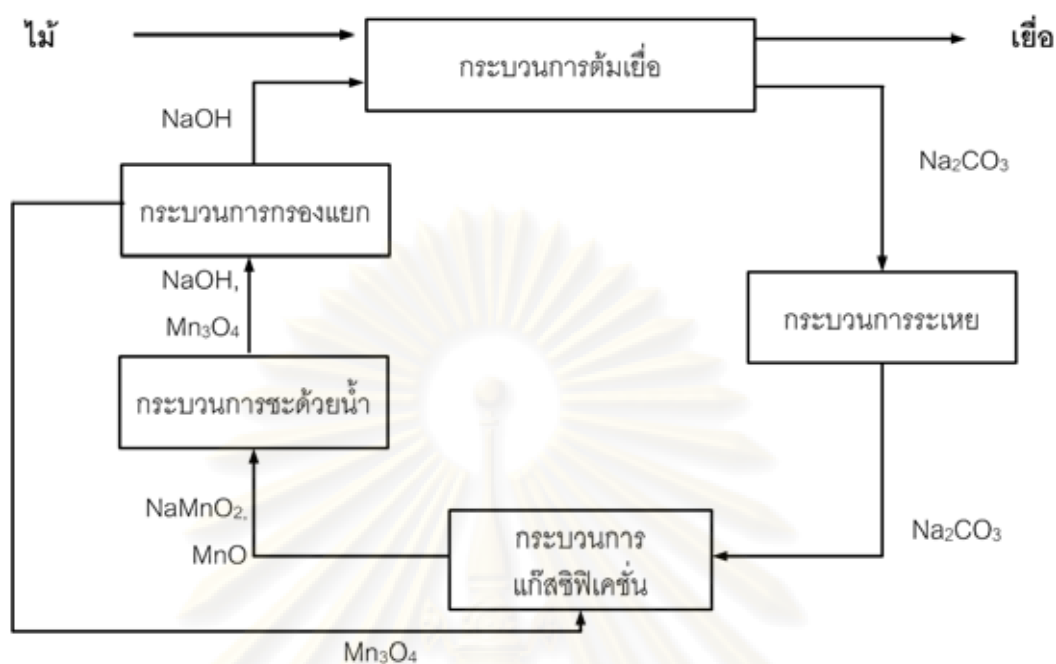 ไม้
เยื่อ
กระบวนการต้มเยื่อ
NaOH
Na₂CO₃
กระบวนการกรองแยก
NaOH,
Mn₃O₄
กระบวนการระเหย
กระบวนการชะด้วยน้ำ
NaMnO₂,
MnO
กระบวนการ
แก๊สซิฟิเคชั่น
Na₂CO₃
Mn₃O₄